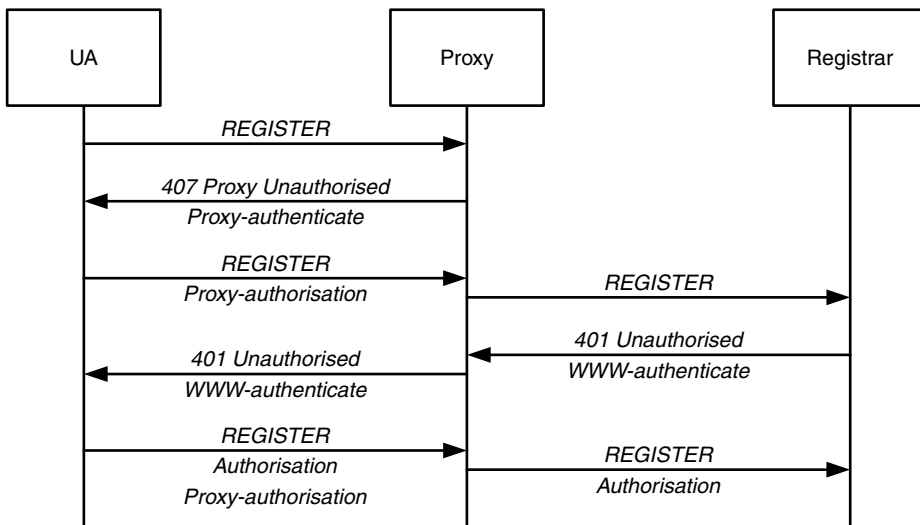 UA
Proxy
Registrar
REGISTER
407 Proxy Unauthorised
Proxy-authenticate
REGISTER
Proxy-authorisation
REGISTER
401 Unauthorised
WWW-authenticate
401 Unauthorised
WWW-authenticate
REGISTER
Authorisation
Proxy-authorisation
REGISTER
Authorisation